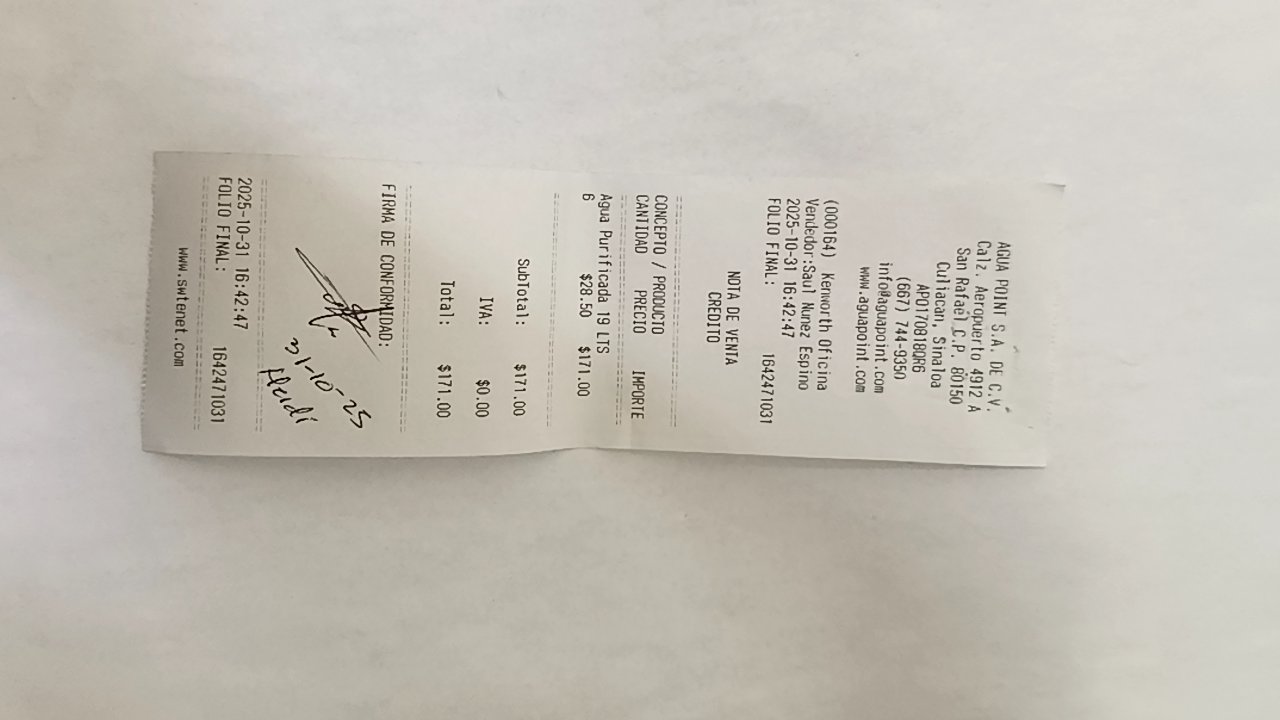 AGUA POINT S.A. DE C.V.
Calz. Aeropuerto 4912 A
San Rafael C.P. 80150
Culiacan, Sinaloa
APO170818QR6
(667) 744-9350
info@aguapoint.com
www.aguapoint.com
(000164) Kenworth Oficina
Vendedor:Saul Nunez Espino
2025-10-31 16:42:47
FOLIO FINAL: 1642471031
NOTA DE VENTA
CREDITO
CONCEPTO / PRODUCTO
CANTIDAD PRECIO IMPORTE
Agua Purificada 19 LTS
6 $28.50 $171.00
SubTotal: $171.00
IVA: $0.00
Total: $171.00
FIRMA DE CONFORMIDAD:
31-10-25
2025-10-31 16:42:47
FOLIO FINAL: 1642471031
www.swtenet.com